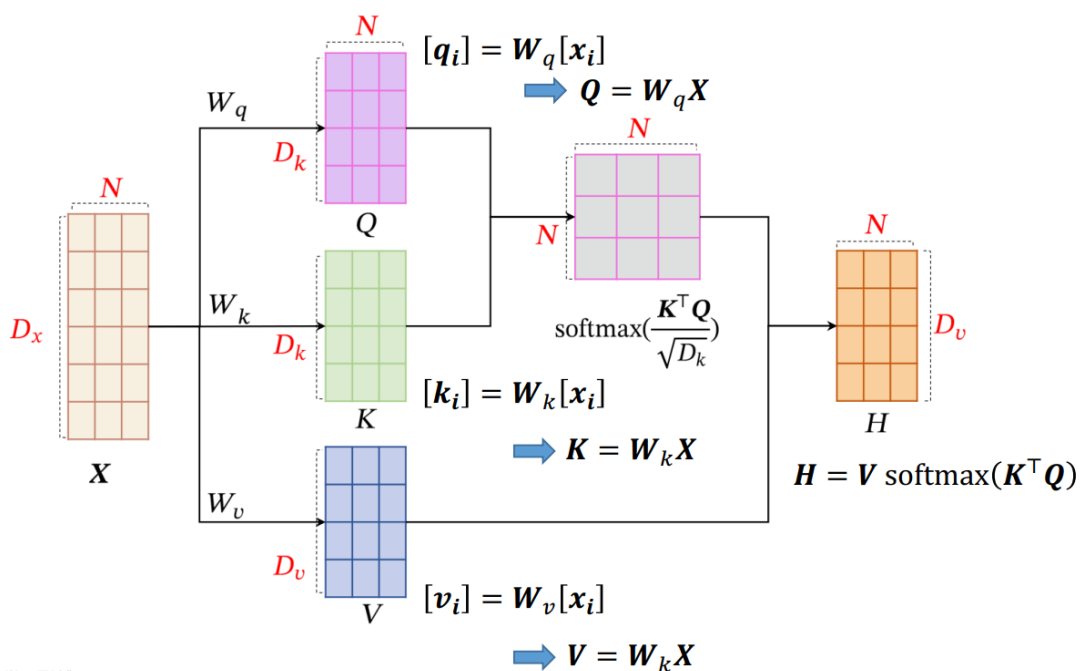 N
[q_i] = W_q[x_i]
Q = W_qX
W_q
D_k
Q
N
N
softmax(K^⊤Q/√D_k)
N
D_x
X
W_k
D_k
K
[k_i] = W_k[x_i]
K = W_kX
N
D_v
H
H = V softmax(K^⊤Q)
W_v
D_v
V
[v_i] = W_v[x_i]
V = W_kX